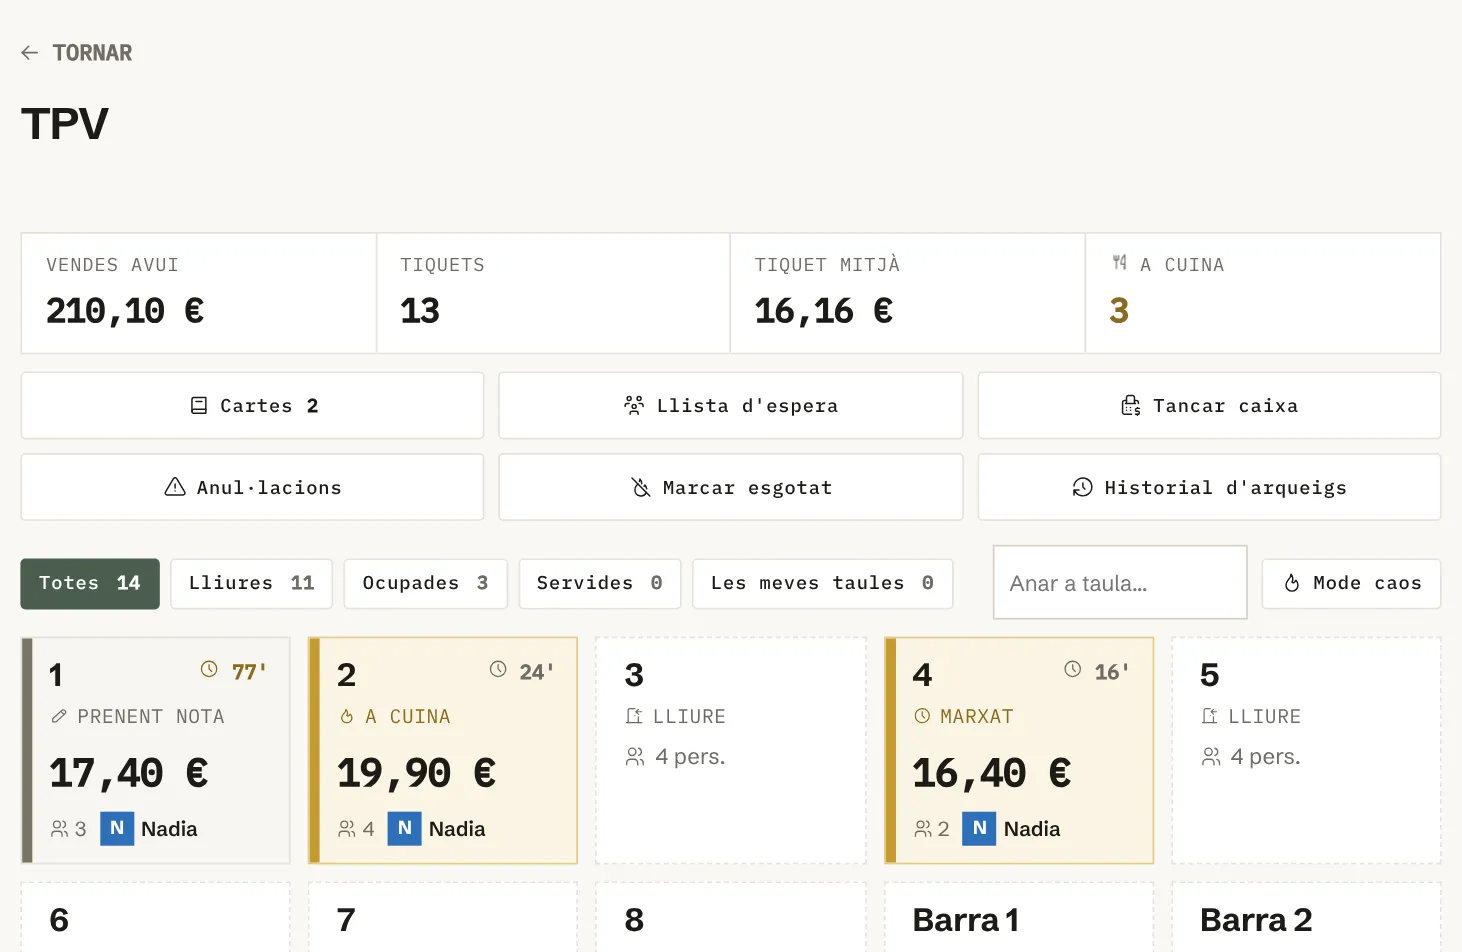 ← TORNAR
TPV
VENDES AVUI
210,10 €
TIQUETS
13
TIQUET MITJÀ
16,16 €
A CUINA
3
Cartes 2
Llista d'espera
Tancar caixa
Anul·lacions
Marcar esgotat
Historial d'arqueigs
Totes 14
Lliures 11
Ocupades 3
Servides 0
Les meves taules 0
Anar a taula...
Mode caos
1 77'
PRENENT NOTA
17,40 €
3 N Nadia
2 24'
A CUINA
19,90 €
4 N Nadia
3
LLIURE
4 pers.
4 16'
MARXAT
16,40 €
2 N Nadia
5
LLIURE
4 pers.
6
7
8
Barra 1
Barra 2